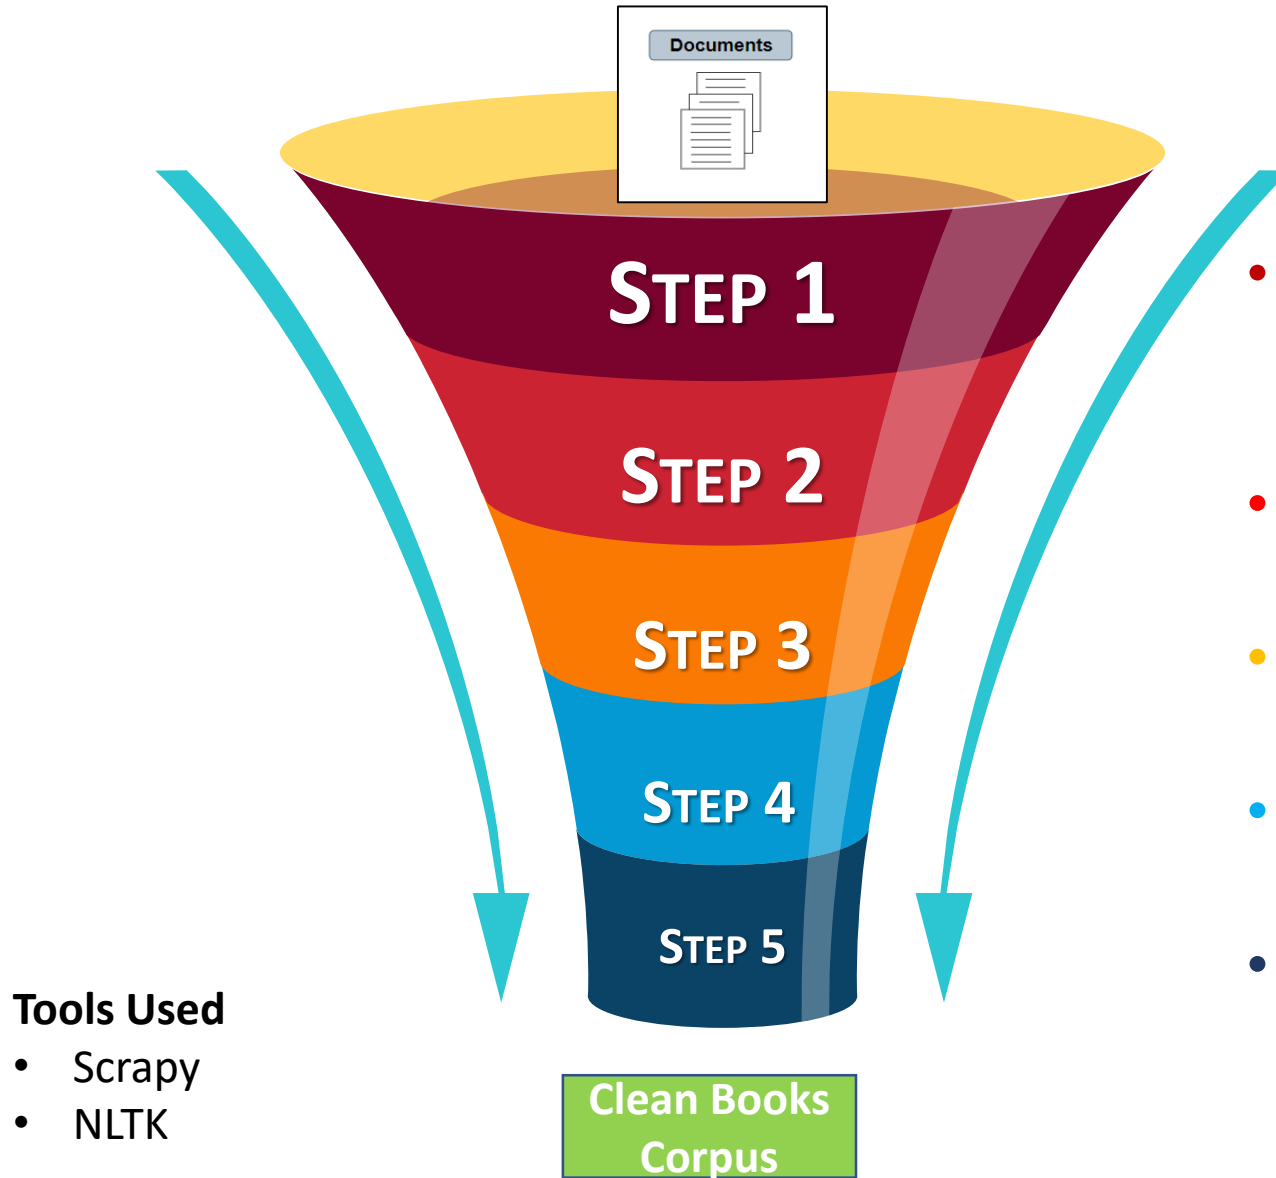 Documents
STEP 1
STEP 2
STEP 3
STEP 4
STEP 5
Tools Used
• Scrapy
• NLTK
Clean Books
Corpus